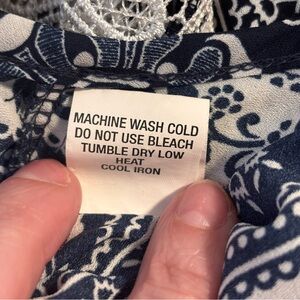 MACHINE WASH COLD
DO NOT USE BLEACH
TUMBLE DRY LOW
HEAT
COOL IRON